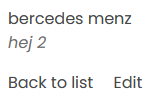 bercedes menz
hej 2
Back to list Edit